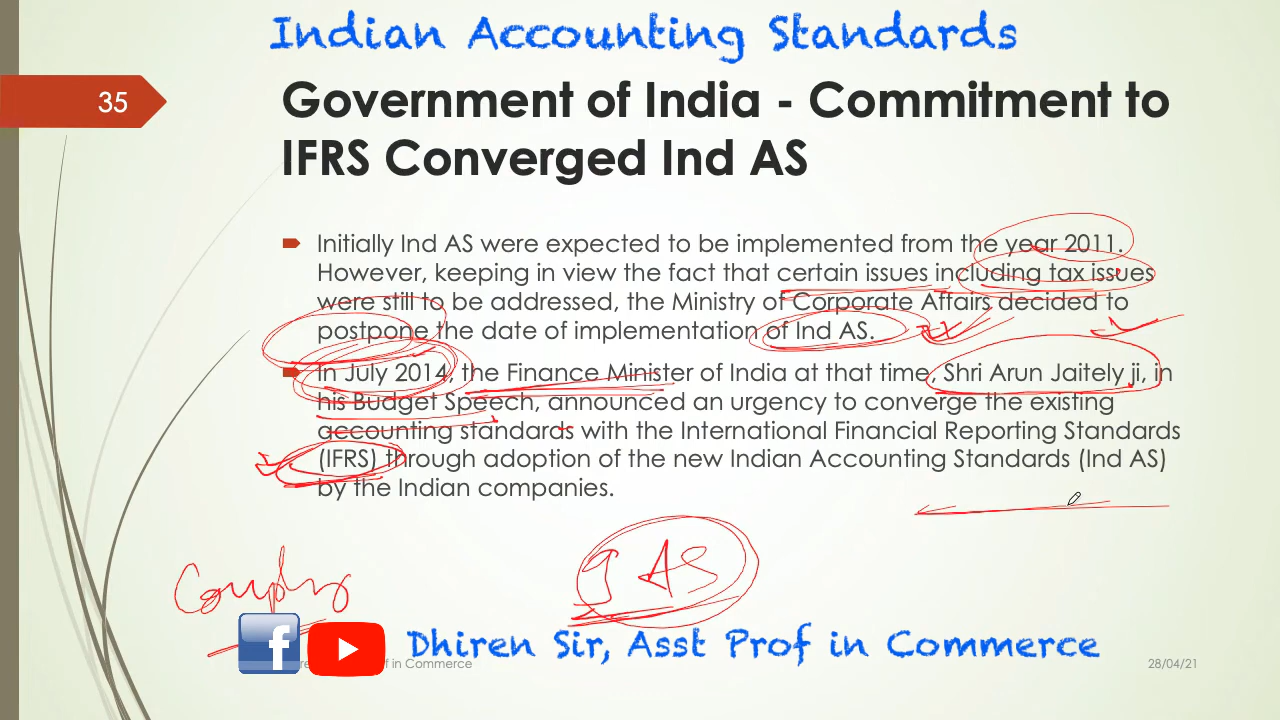 Indian Accounting Standards
35
Government of India - Commitment to
IFRS Converged Ind AS
Initially Ind AS were expected to be implemented from the year 2011.
However, keeping in view the fact that certain issues including tax issues
were still to be addressed, the Ministry of Corporate Affairs decided to
postpone the date of implementation of Ind AS.
In July 2014, the Finance Minister of India at that time, Shri Arun Jaitely ji, in
his Budget Speech, announced an urgency to converge the existing
accounting standards with the International Financial Reporting Standards
(IFRS) through adoption of the new Indian Accounting Standards (Ind AS)
by the Indian companies.
AS
f
Dhiren Sir, Asst Prof in Commerce
in Commerce
28/04/21